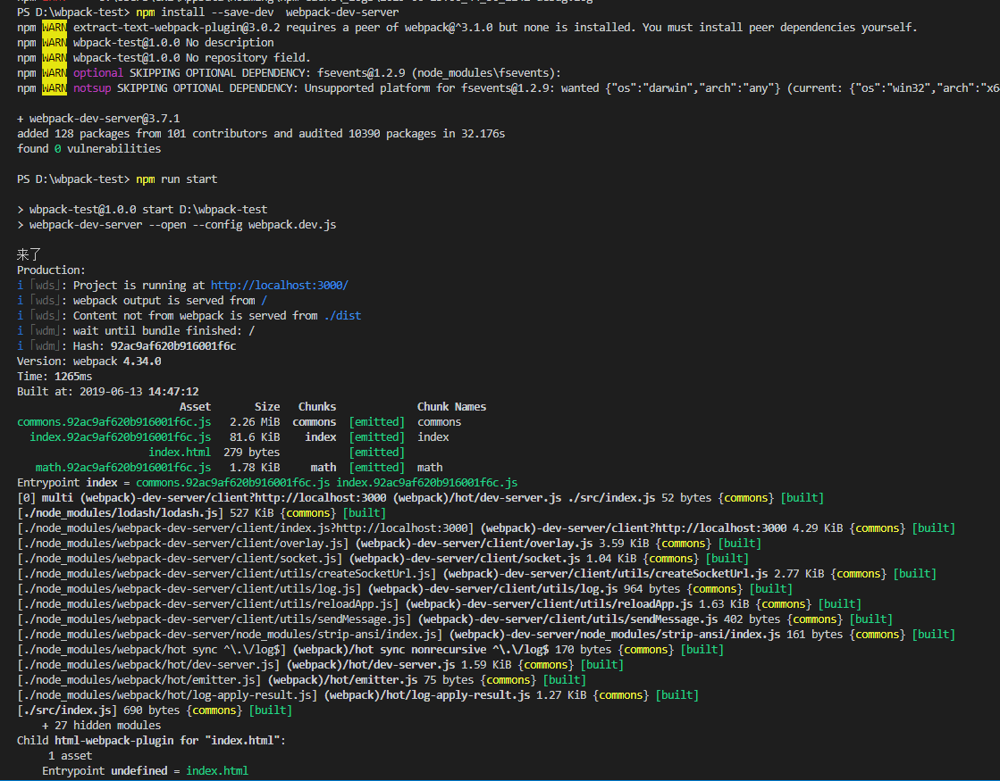 PS D:\wbpack-test> npm install --save-dev  webpack-dev-server
npm WARN extract-text-webpack-plugin@3.0.2 requires a peer of webpack@^3.1.0 but none is installed. You must install peer dependencies yourself.
npm WARN wbpack-test@1.0.0 No description
npm WARN wbpack-test@1.0.0 No repository field.
npm WARN optional SKIPPING OPTIONAL DEPENDENCY: fsevents@1.2.9 (node_modules\fsevents):
npm WARN notsup SKIPPING OPTIONAL DEPENDENCY: Unsupported platform for fsevents@1.2.9: wanted {"os":"darwin","arch":"any"} (current: {"os":"win32","arch":"x6
+ webpack-dev-server@3.7.1
added 128 packages from 101 contributors and audited 10390 packages in 32.176s
found 0 vulnerabilities
PS D:\wbpack-test> npm run start
> wbpack-test@1.0.0 start D:\wbpack-test
> webpack-dev-server --open --config webpack.dev.js
来了
Production:
i ｢wds｣: Project is running at http://localhost:3000/
i ｢wds｣: webpack output is served from /
i ｢wds｣: Content not from webpack is served from ./dist
i ｢wdm｣: wait until bundle finished: /
i ｢wdm｣: Hash: 92ac9af620b916001f6c
Version: webpack 4.34.0
Time: 1265ms
Built at: 2019-06-13 14:47:12
Asset Size Chunks Chunk Names
commons.92ac9af620b916001f6c.js 2.26 MiB commons [emitted] commons
index.92ac9af620b916001f6c.js 81.6 KiB index [emitted] index
index.html 279 bytes [emitted]
math.92ac9af620b916001f6c.js 1.78 KiB math [emitted] math
Entrypoint index = commons.92ac9af620b916001f6c.js index.92ac9af620b916001f6c.js
[0] multi (webpack)-dev-server/client?http://localhost:3000 (webpack)/hot/dev-server.js ./src/index.js 52 bytes {commons} [built]
[./node_modules/lodash/lodash.js] 527 KiB {commons} [built]
[./node_modules/webpack-dev-server/client/index.js?http://localhost:3000] (webpack)-dev-server/client?http://localhost:3000 4.29 KiB {commons} [built]
[./node_modules/webpack-dev-server/client/overlay.js] (webpack)-dev-server/client/overlay.js 3.59 KiB {commons} [built]
[./node_modules/webpack-dev-server/client/socket.js] (webpack)-dev-server/client/socket.js 1.04 KiB {commons} [built]
[./node_modules/webpack-dev-server/client/utils/createSocketUrl.js] (webpack)-dev-server/client/utils/createSocketUrl.js 2.77 KiB {commons} [built]
[./node_modules/webpack-dev-server/client/utils/log.js] (webpack)-dev-server/client/utils/log.js 964 bytes {commons} [built]
[./node_modules/webpack-dev-server/client/utils/reloadApp.js] (webpack)-dev-server/client/utils/reloadApp.js 1.63 KiB {commons} [built]
[./node_modules/webpack-dev-server/client/utils/sendMessage.js] (webpack)-dev-server/client/utils/sendMessage.js 402 bytes {commons} [built]
[./node_modules/webpack-dev-server/node_modules/strip-ansi/index.js] (webpack)-dev-server/node_modules/strip-ansi/index.js 161 bytes {commons} [built]
[./node_modules/webpack/hot sync ^\.\/log$] (webpack)/hot sync nonrecursive ^\.\/log$ 170 bytes {commons} [built]
[./node_modules/webpack/hot/dev-server.js] (webpack)/hot/dev-server.js 1.59 KiB {commons} [built]
[./node_modules/webpack/hot/emitter.js] (webpack)/hot/emitter.js 75 bytes {commons} [built]
[./node_modules/webpack/hot/log-apply-result.js] (webpack)/hot/log-apply-result.js 1.27 KiB {commons} [built]
[./src/index.js] 690 bytes {commons} [built]
+ 27 hidden modules
Child html-webpack-plugin for "index.html":
1 asset
Entrypoint undefined = index.html